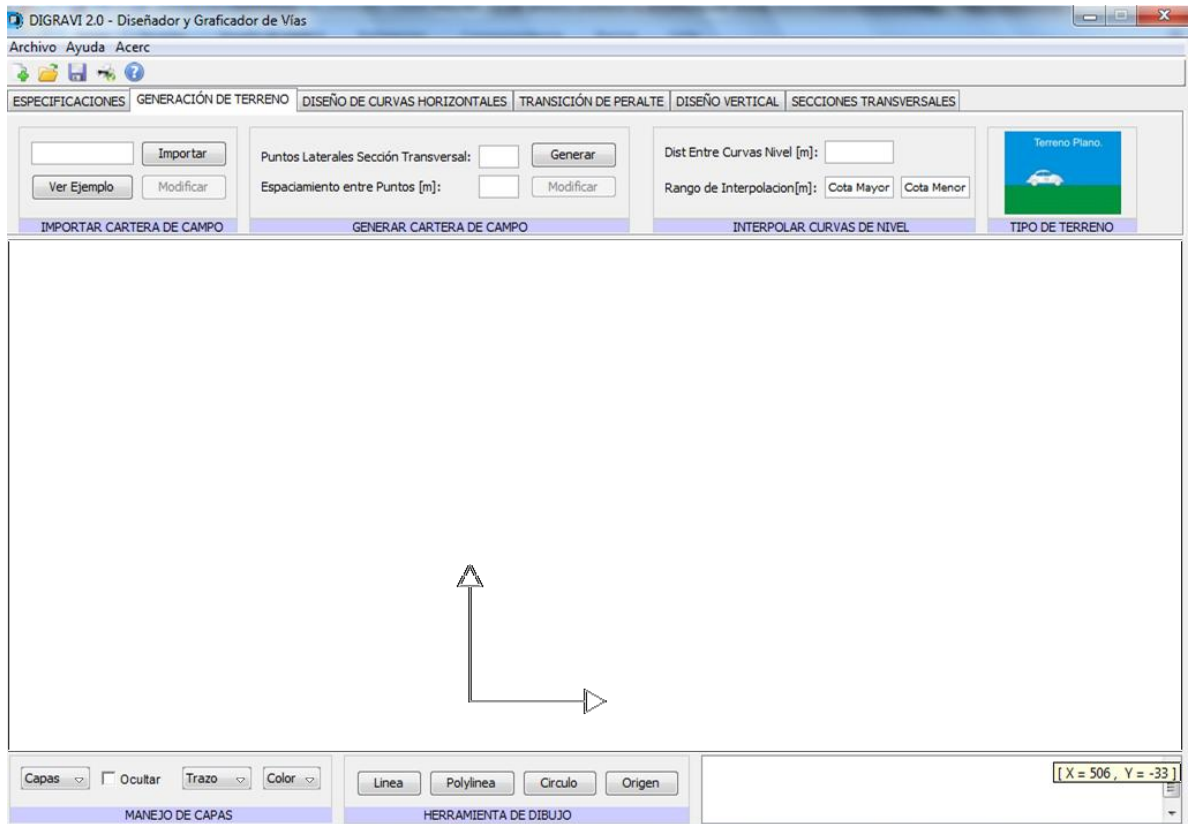 DIGRAVI 2.0 - Diseñador y Graficador de Vías
Archivo Ayuda Acerc
ESPECIFICACIONES GENERACIÓN DE TERRENO DISEÑO DE CURVAS HORIZONTALES TRANSICIÓN DE PERALTE DISEÑO VERTICAL SECCIONES TRANSVERSALES
Importar
Ver Ejemplo Modificar
IMPORTAR CARTERA DE CAMPO
Puntos Laterales Sección Transversal: Generar
Espaciamiento entre Puntos [m]: Modificar
GENERAR CARTERA DE CAMPO
Dist Entre Curvas Nivel [m]:
Rango de Interpolacion[m]: Cota Mayor Cota Menor
INTERPOLAR CURVAS DE NIVEL
Terreno Plano.
TIPO DE TERRENO
Capas Ocultar Trazo Color
MANEJO DE CAPAS
Linea Polylinea Circulo Origen
HERRAMIENTA DE DIBUJO
[ X = 506 , Y = -33 ]